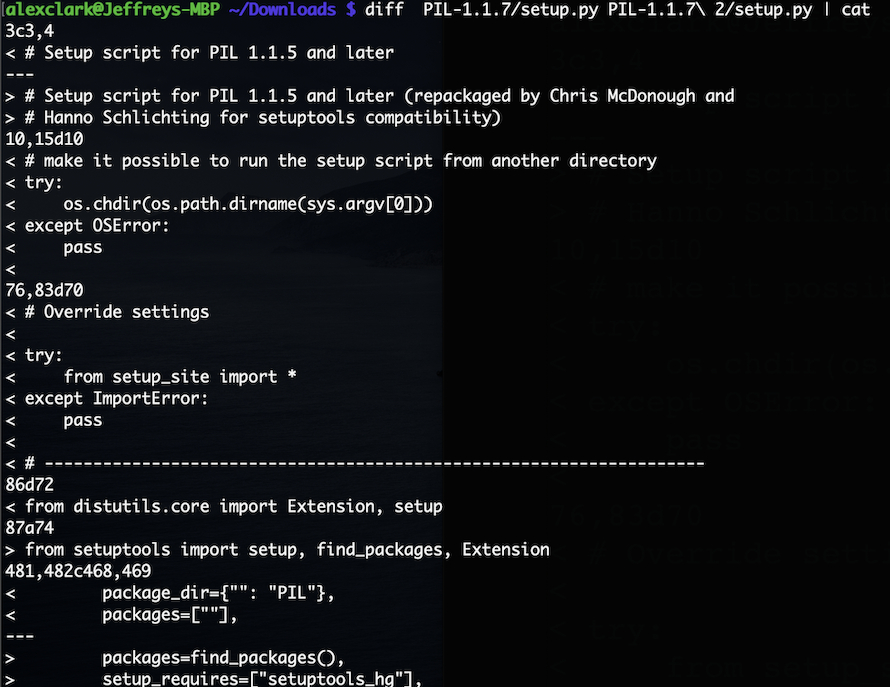 alexclark@Jeffreys-MBP ~/Downloads $ diff  PIL-1.1.7/setup.py PIL-1.1.7\ 2/setup.py | cat
3c3,4
< # Setup script for PIL 1.1.5 and later
---
> # Setup script for PIL 1.1.5 and later (repackaged by Chris McDonough and
> # Hanno Schlichting for setuptools compatibility)
10,15d10
< # make it possible to run the setup script from another directory
< try:
<     os.chdir(os.path.dirname(sys.argv[0]))
< except OSError:
<     pass
<
76,83d70
< # Override settings
<
< try:
<     from setup_site import *
< except ImportError:
<     pass
<
< # --------------------------------------------------------------------
86d72
< from distutils.core import Extension, setup
87a74
> from setuptools import setup, find_packages, Extension
481,482c468,469
<         package_dir={"": "PIL"},
<         packages=[""],
---
>         packages=find_packages(),
>         setup_requires=["setuptools_hg"],